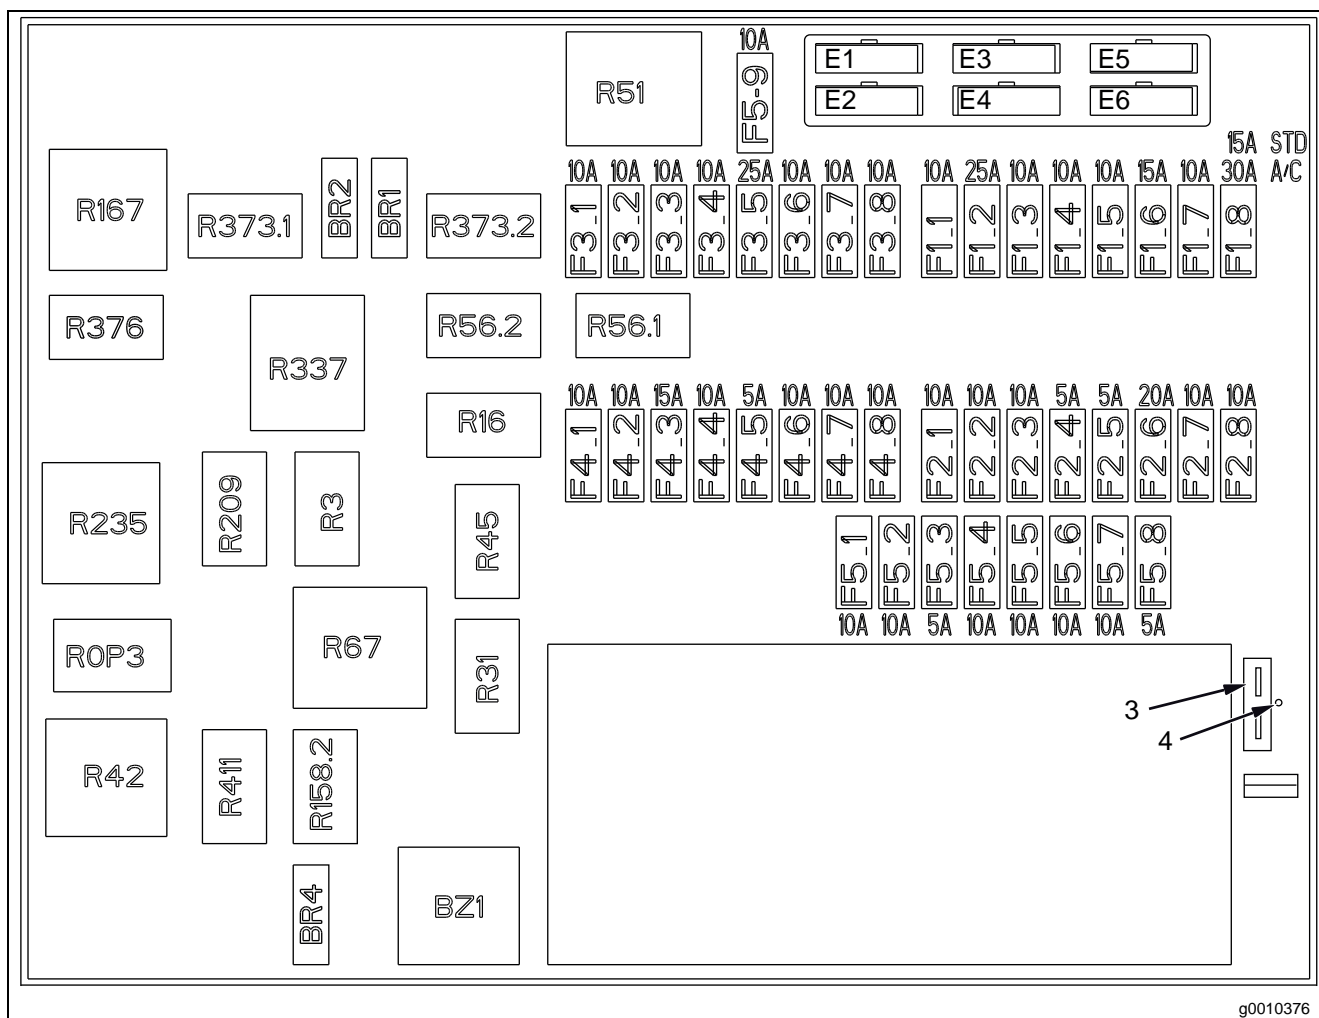 10A
R51
F5-9
E1 E3 E5
E2 E4 E6
15A STD
10A 10A 10A 10A 25A 10A 10A 10A 10A 25A 10A 10A 10A 15A 10A 30A A/C
F3_1 F3_2 F3_3 F3_4 F3_5 F3_6 F3_7 F3_8 F1_1 F1_2 F1_3 F1_4 F1_5 F1_6 F1_7 F1_8
R167 R373.1 BR2 BR1 R373.2
R376 R337 R56.2 R56.1
10A 10A 15A 10A 5A 10A 10A 10A 10A 10A 10A 5A 5A 20A 10A 10A
R16
F4_1 F4_2 F4_3 F4_4 F4_5 F4_6 F4_7 F4_8 F2_1 F2_2 F2_3 F2_4 F2_5 F2_6 F2_7 F2_8
R235 R209 R3 R45
F5_1 F5_2 F5_3 F5_4 F5_5 F5_6 F5_7 F5_8
10A 10A 5A 10A 10A 10A 10A 5A
ROP3 R67 R31
3
4
R42 R411 R158.2
BR4 BZ1
g0010376